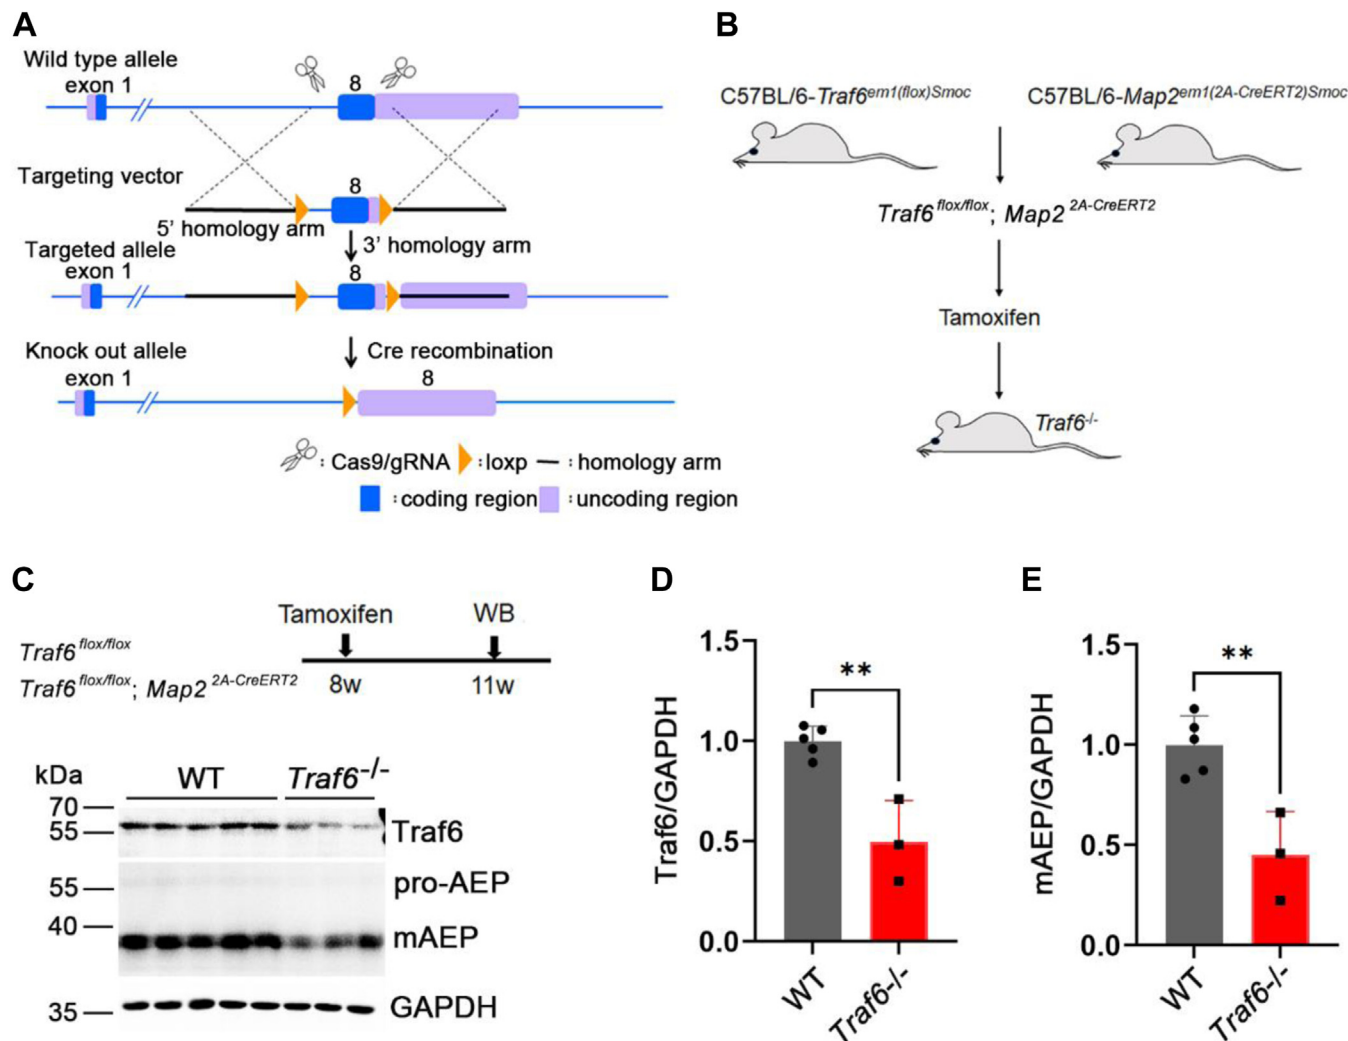 A
Wild type allele
exon 1
8
Targeting vector
8
5' homology arm
3' homology arm
Targeted allele
exon 1
8
Knock out allele
Cre recombination
exon 1
8
: Cas9/gRNA
: loxp
: homology arm
: coding region
: uncoding region
B
C57BL/6-Traf6em1(flox)Smoc
C57BL/6-Map2em1(2A-CreERT2)Smoc
Traf6flox/flox; Map2 2A-CreERT2
Tamoxifen
Traf6-/-
C
Tamoxifen
WB
Traf6 flox/flox
Traf6 flox/flox; Map2 2A-CreERT2
8w
11w
kDa
WT
Traf6-/-
70
55
Traf6
55
pro-AEP
40
mAEP
35
GAPDH
D
Traf6/GAPDH
1.5
1.0
0.5
0.0
**
WT
Traf6-/-
E
mAEP/GAPDH
1.5
1.0
0.5
0.0
**
WT
Traf6-/-